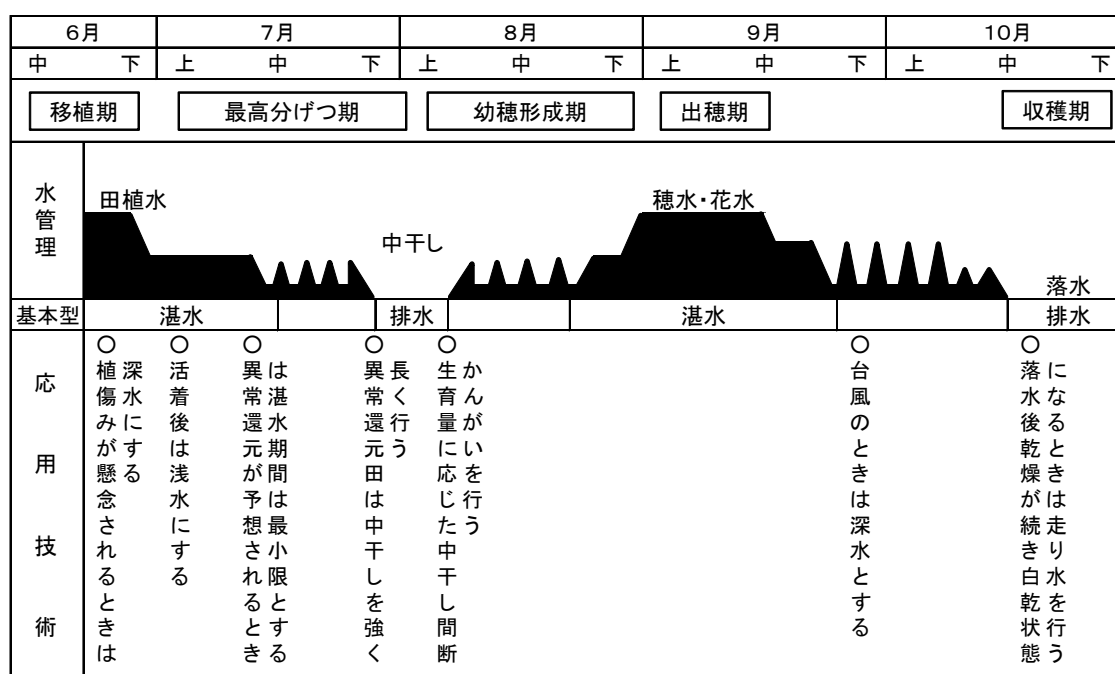 6月 7月 8月 9月 10月
中 下 上 中 下 上 中 下 上 中 下 上 中 下
移植期 最高分げつ期 幼穂形成期 出穂期 収穫期
水管理
田植水
中干し
穂水・花水
落水
基本型 湛水 排水 湛水 排水
応用技術
○植傷みが懸念されるときは
深水にする
○活着後は浅水にする
○異常還元が予想されるとき
は湛水期間は最小限とする
○異常還元田は中干しを強く
長く行う
○生育量に応じた中干し間断
かんがいを行う
○台風のときは深水とする
○落水後乾燥が続き白乾状態
になるときは走り水を行う